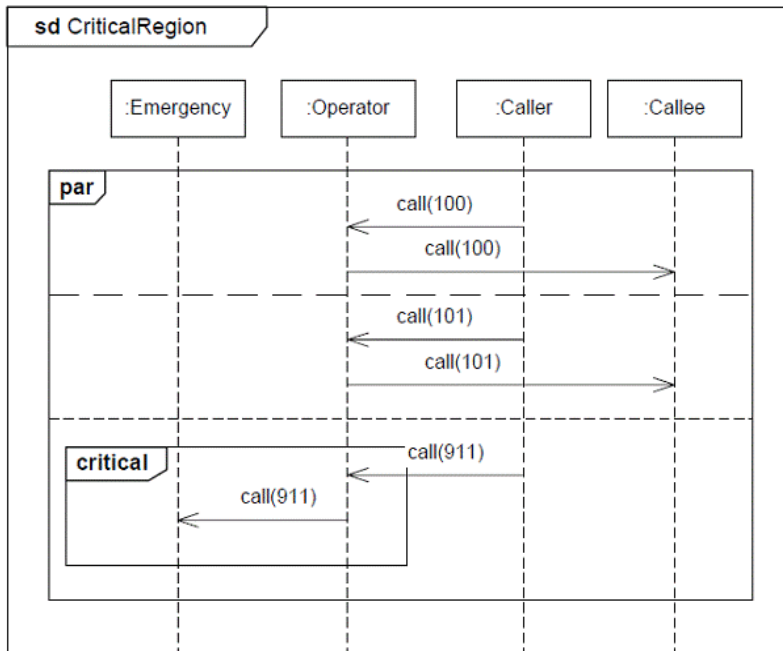 sd CriticalRegion
:Emergency :Operator :Caller :Callee
par
call(100)
call(100)
call(101)
call(101)
critical
call(911)
call(911)